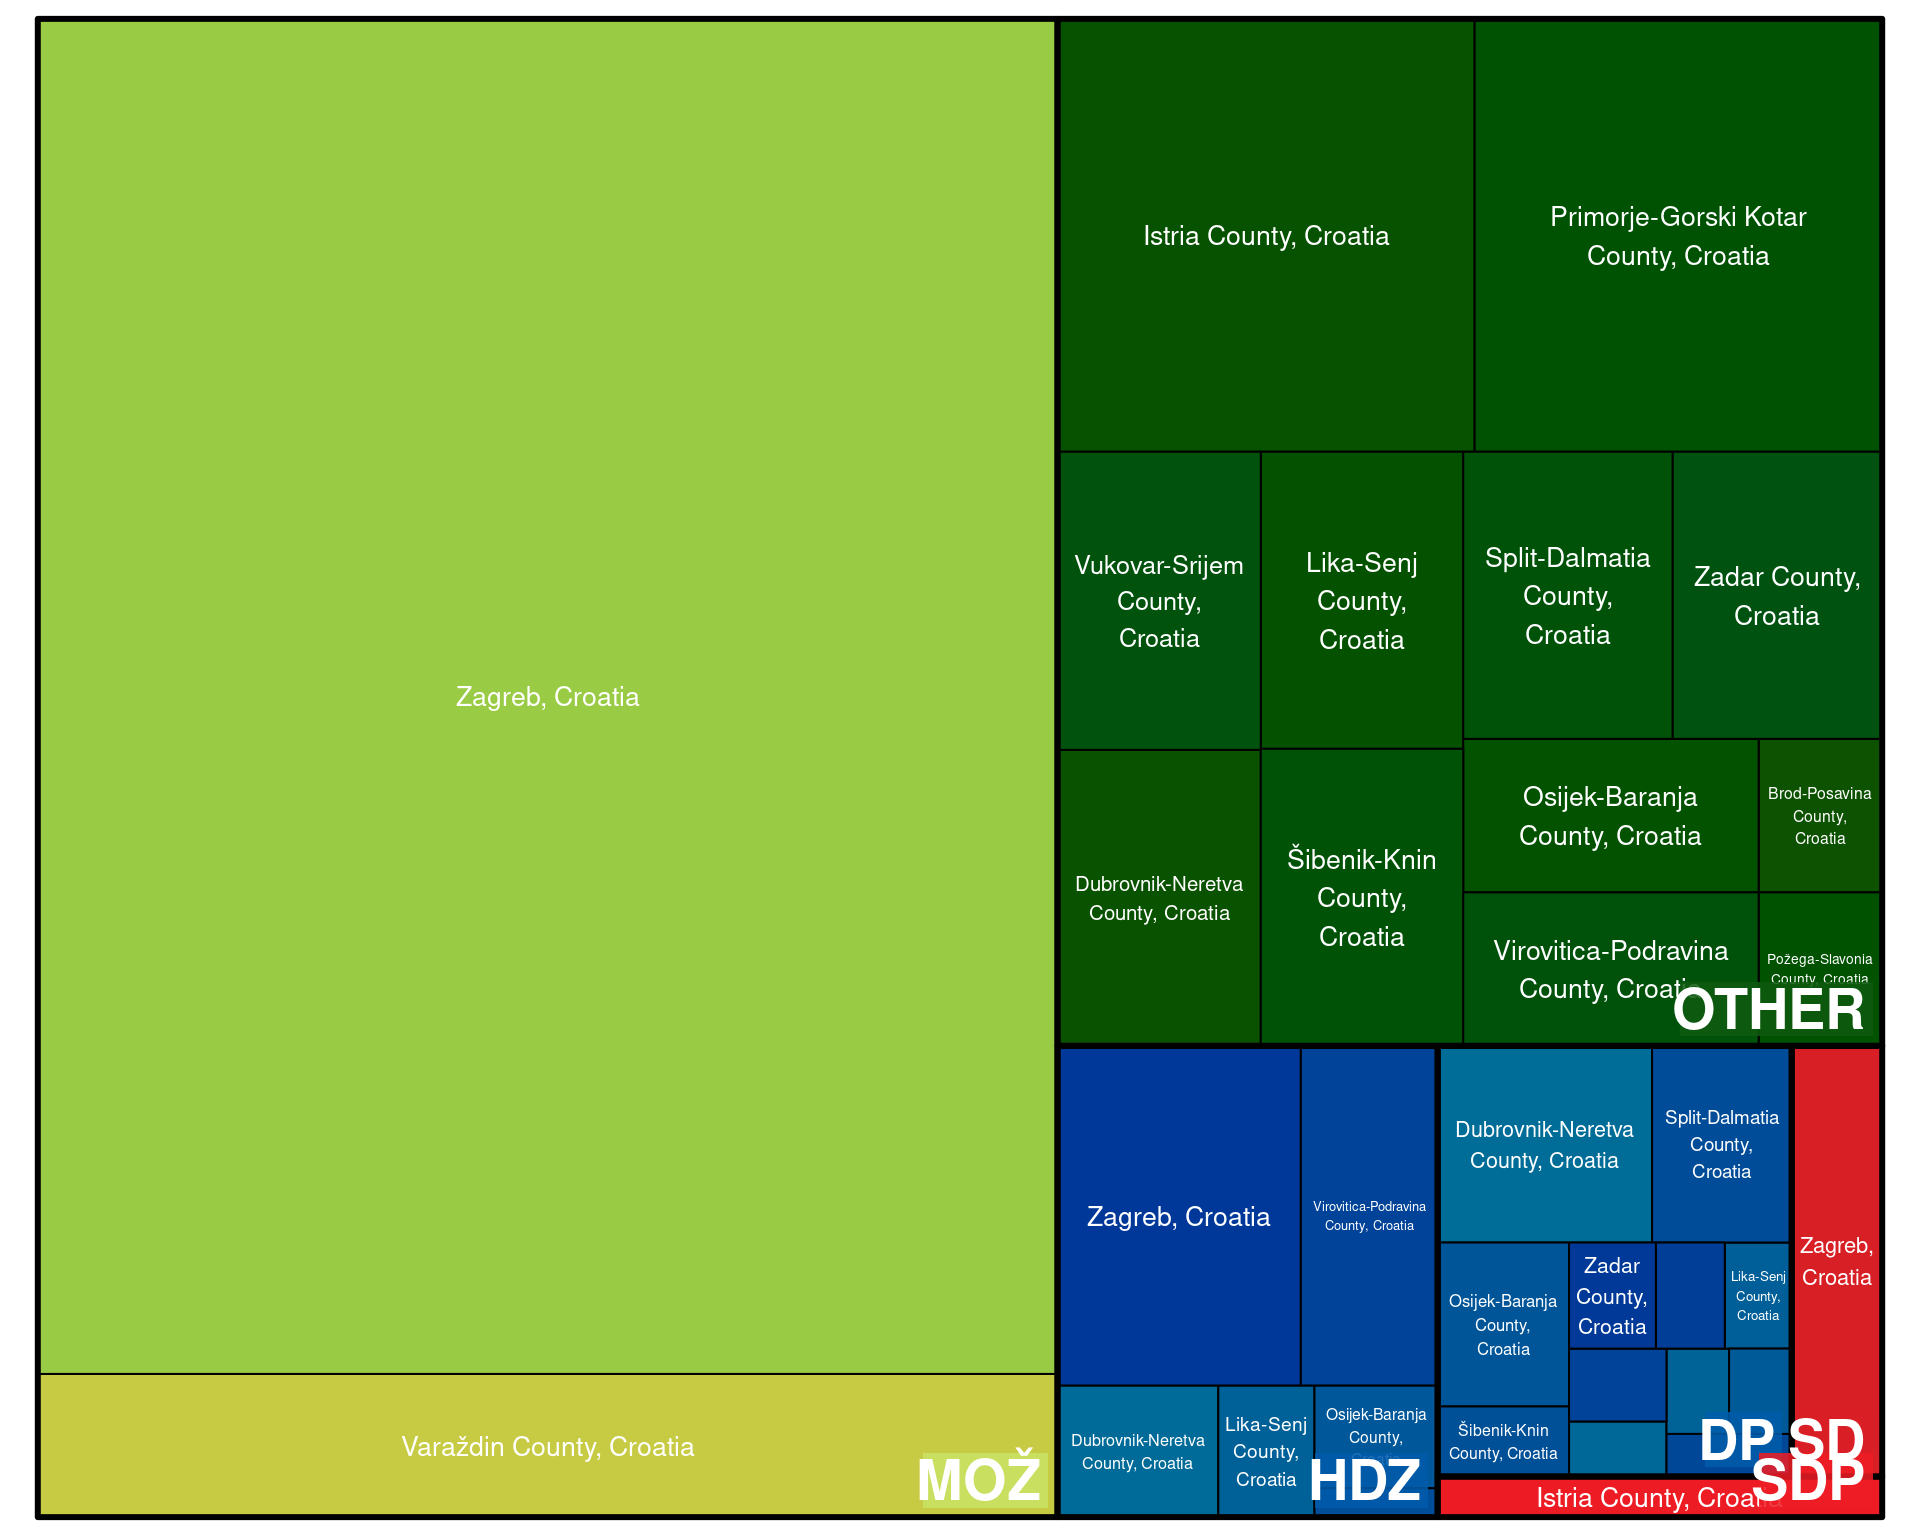 Zagreb, Croatia
Varaždin County, Croatia
MOŽ
Istria County, Croatia
Primorje-Gorski Kotar
County, Croatia
Vukovar-Srijem
County,
Croatia
Lika-Senj
County,
Croatia
Split-Dalmatia
County,
Croatia
Zadar County,
Croatia
Dubrovnik-Neretva
County, Croatia
Šibenik-Knin
County,
Croatia
Osijek-Baranja
County, Croatia
Brod-Posavina
County,
Croatia
Virovitica-Podravina
County, Croatia
Požega-Slavonia
County, Croatia
OTHER
Zagreb, Croatia
Virovitica-Podravina
County, Croatia
Dubrovnik-Neretva
County, Croatia
Lika-Senj
County,
Croatia
Osijek-Baranja
County,
HDZ
Dubrovnik-Neretva
County, Croatia
Split-Dalmatia
County,
Croatia
Osijek-Baranja
County,
Croatia
Zadar
County,
Croatia
Lika-Senj
County,
Croatia
Šibenik-Knin
County, Croatia
DP
Zagreb,
Croatia
SD
Istria County, Croatia
SDP